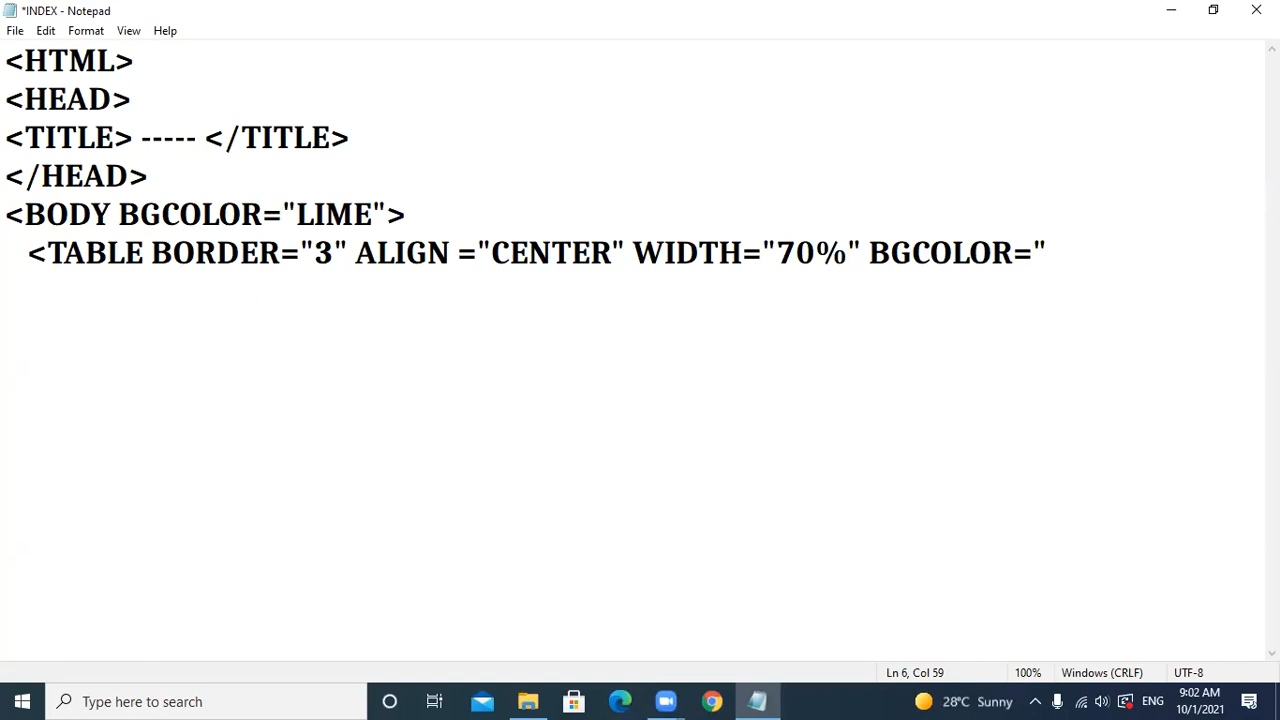 *INDEX - Notepad
File Edit Format View Help
<HTML>
<HEAD>
<TITLE> ----- </TITLE>
</HEAD>
<BODY BGCOLOR="LIME">
<TABLE BORDER="3" ALIGN ="CENTER" WIDTH="70%" BGCOLOR="
Ln 6, Col 59 100% Windows (CRLF) UTF-8
Type here to search 28°C Sunny ENG 9:02 AM
10/1/2021